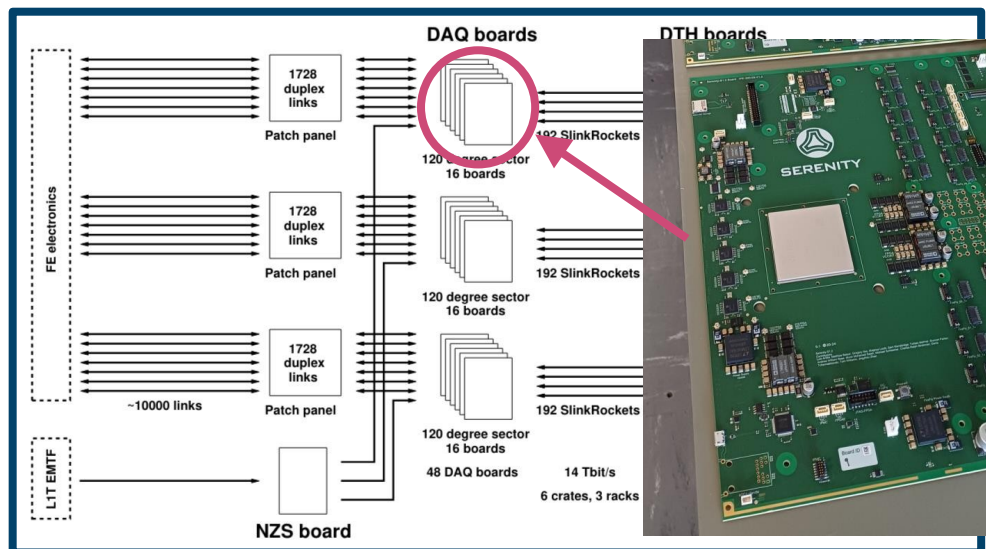 DAQ boards
DTH boards
FE electronics
1728
duplex
links
Patch panel
120 degree sector
16 boards
192 SlinkRockets
1728
duplex
links
Patch panel
120 degree sector
16 boards
192 SlinkRockets
1728
duplex
links
~10000 links
Patch panel
120 degree sector
16 boards
192 SlinkRockets
48 DAQ boards
14 Tbit/s
6 crates, 3 racks
L1T EMTF
NZS board
SERENITY
Board ID
1